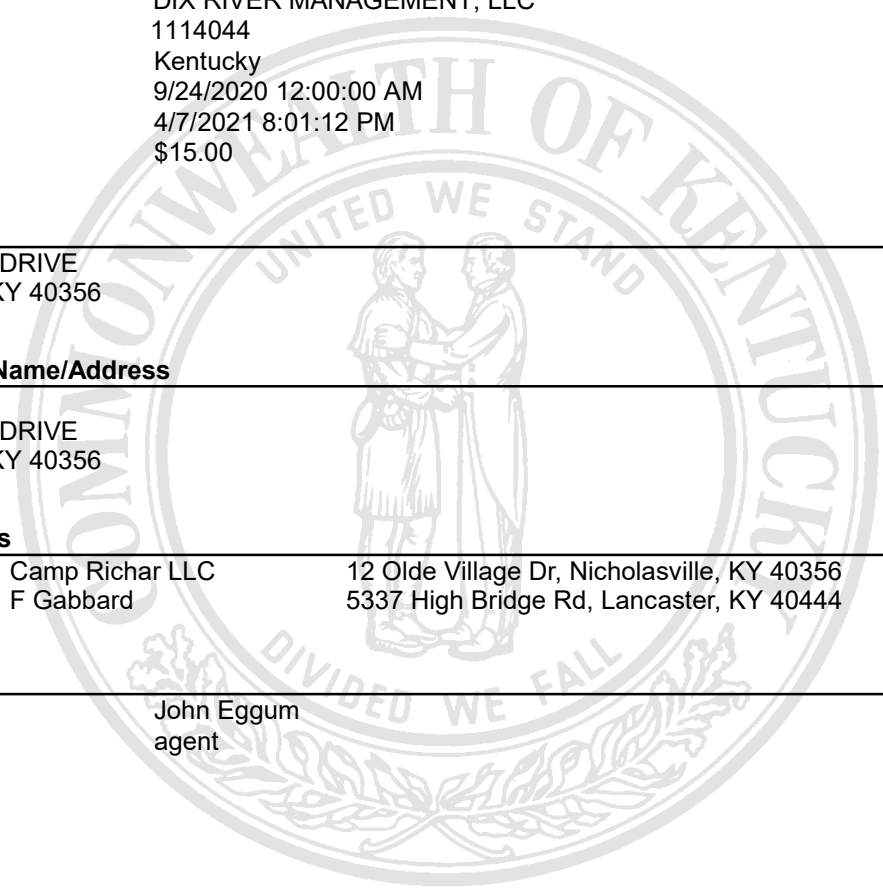 DIX RIVER MANAGEMENT, LLC
1114044
Kentucky
9/24/2020 12:00:00 AM
4/7/2021 8:01:12 PM
$15.00
COMMONWEALTH OF KENTUCKY
UNITED WE STAND
DRIVE
KY 40356
Name/Address
DRIVE
KY 40356
s
Camp Richar LLC 12 Olde Village Dr, Nicholasville, KY 40356
F Gabbard 5337 High Bridge Rd, Lancaster, KY 40444
DIVIDED WE FALL
John Eggum
agent